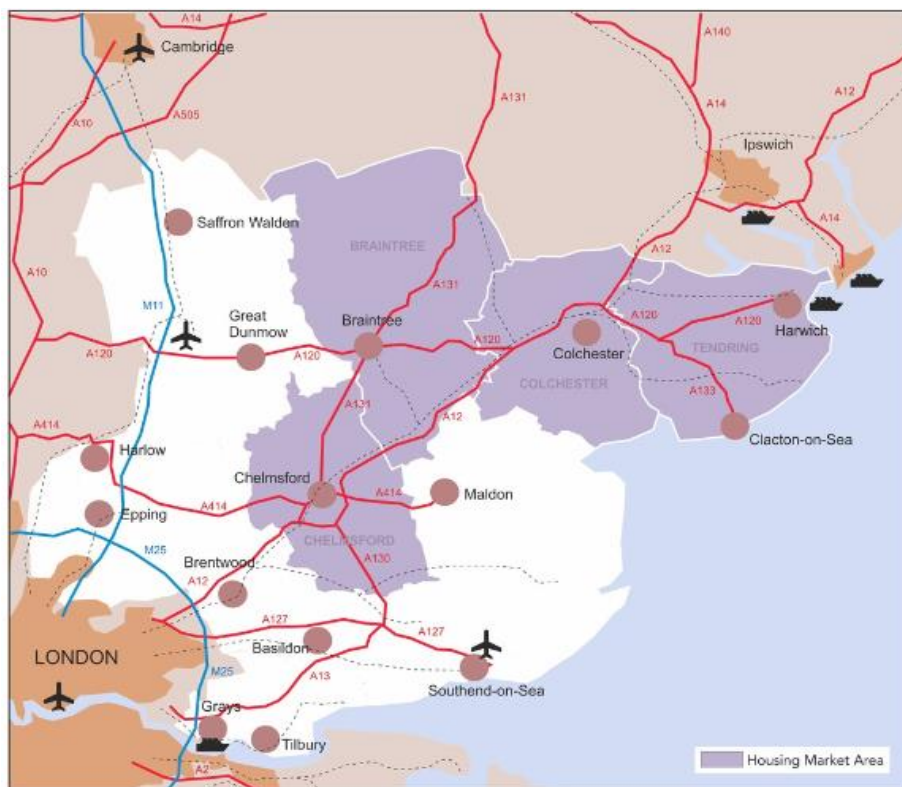 A14
A140
Cambridge
A12
A131
A14
A10
A505
Ipswich
Saffron Walden
A14
BRAINTREE
A12
A10
A131
M11
Great
Dunmow
Braintree
A120
A120
Harwich
A120
A120
A120
Colchester
TENDRING
COLCHESTER
A133
A131
A12
A414
Harlow
Clacton-on-Sea
Chelmsford
A414
A414
Maldon
Epping
M25
CHELMSFORD
A130
Brentwood
A12
A127
A127
Basildon
LONDON
M25
A13
Southend-on-Sea
Grays
Tilbury
Housing Market Area
A2